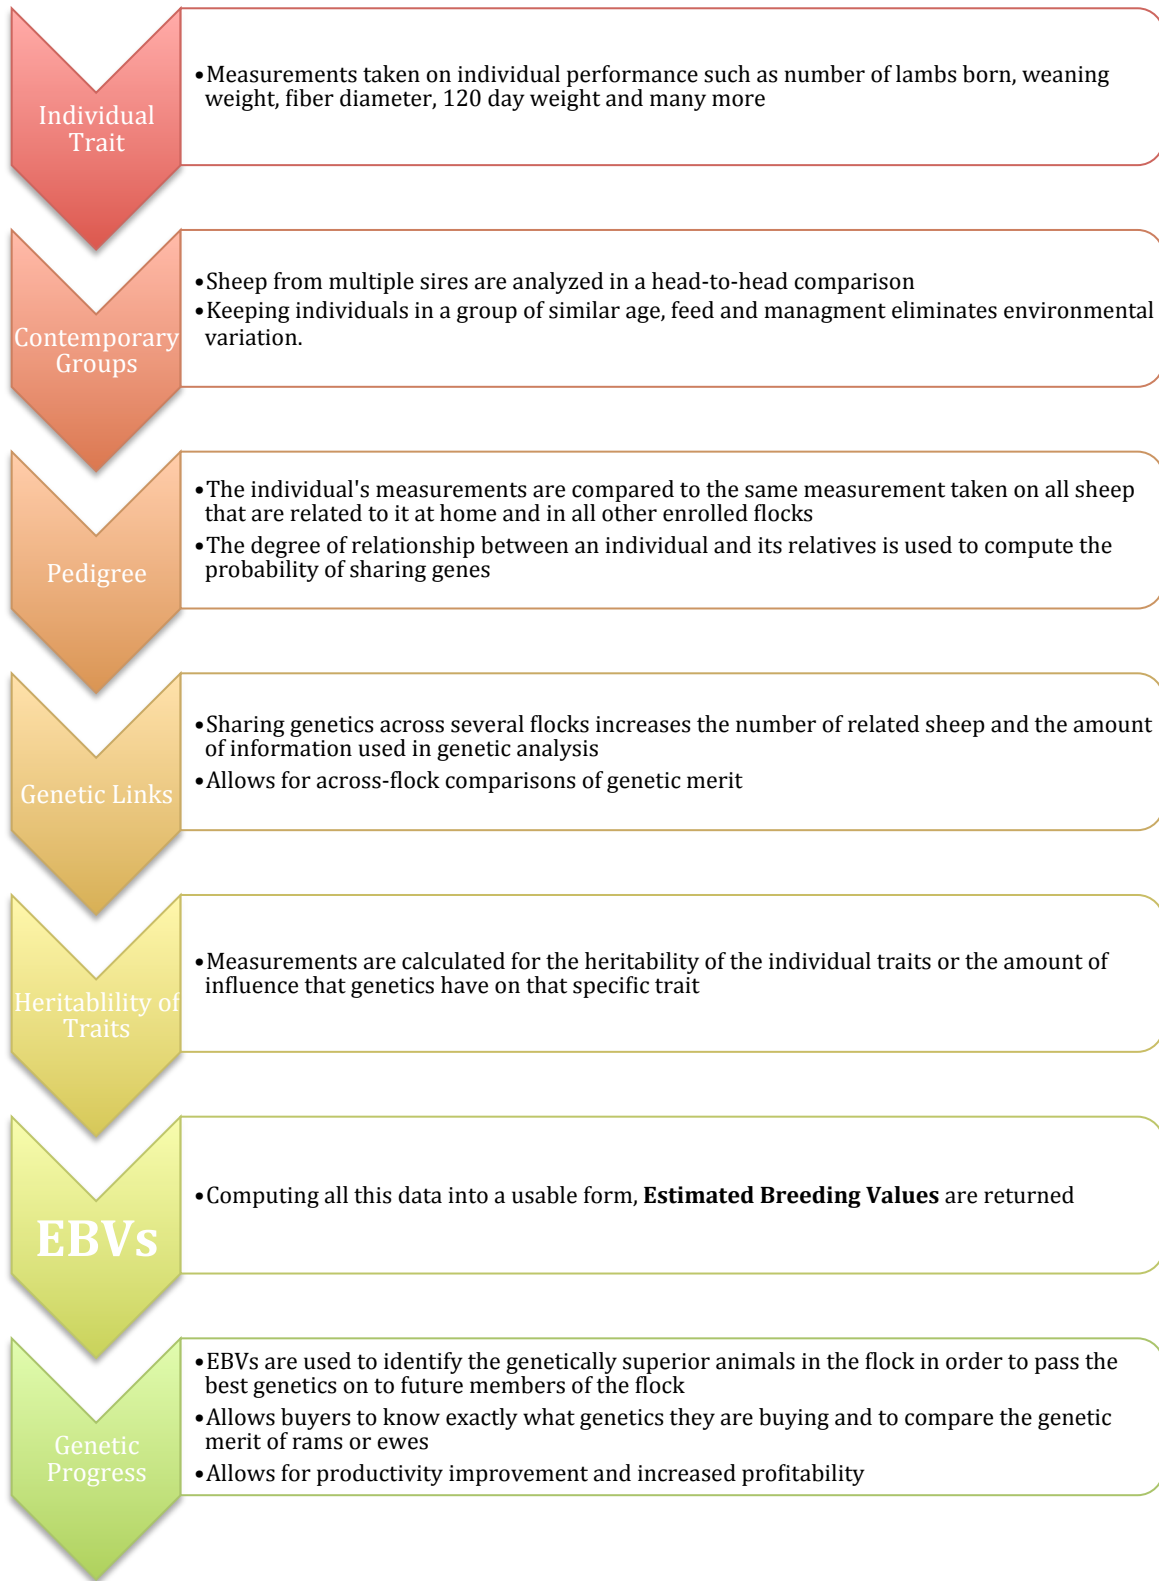 Individual
Trait
•Measurements taken on individual performance such as number of lambs born, weaning
weight, fiber diameter, 120 day weight and many more
Contemporary
Groups
•Sheep from multiple sires are analyzed in a head-to-head comparison
•Keeping individuals in a group of similar age, feed and managment eliminates environmental
variation.
Pedigree
•The individual's measurements are compared to the same measurement taken on all sheep
that are related to it at home and in all other enrolled flocks
•The degree of relationship between an individual and its relatives is used to compute the
probability of sharing genes
Genetic Links
•Sharing genetics across several flocks increases the number of related sheep and the amount
of information used in genetic analysis
•Allows for across-flock comparisons of genetic merit
Heritablility of
Traits
•Measurements are calculated for the heritability of the individual traits or the amount of
influence that genetics have on that specific trait
EBVs
•Computing all this data into a usable form, Estimated Breeding Values are returned
Genetic
Progress
•EBVs are used to identify the genetically superior animals in the flock in order to pass the
best genetics on to future members of the flock
•Allows buyers to know exactly what genetics they are buying and to compare the genetic
merit of rams or ewes
•Allows for productivity improvement and increased profitability